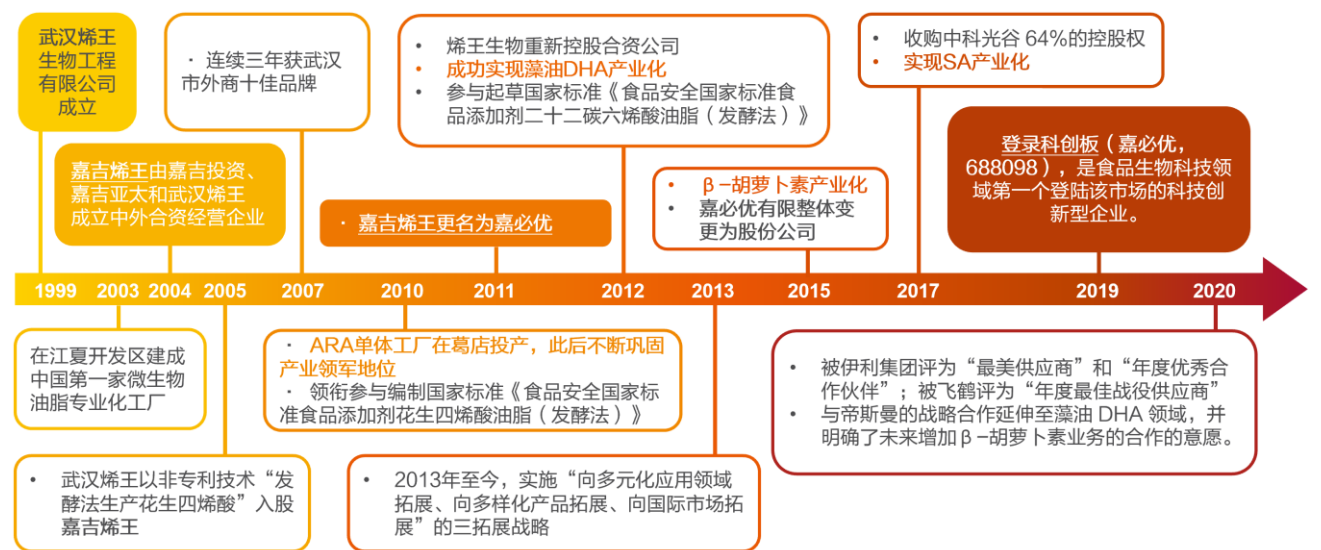 武汉烯王
生物工程
有限公司
成立
· 连续三年获武汉
市外商十佳品牌
• 烯王生物重新控股合资公司
• 成功实现藻油DHA产业化
• 参与起草国家标准《食品安全国家标准食
品添加剂二十二碳六烯酸油脂（发酵法）》
• 收购中科光谷 64%的控股权
• 实现SA产业化
嘉吉烯王由嘉吉投资、
嘉吉亚太和武汉烯王
成立中外合资经营企业
· 嘉吉烯王更名为嘉必优
• β-胡萝卜素产业化
• 嘉必优有限整体变
更为股份公司
登录科创板（嘉必优，
688098），是食品生物科技领
域第一个登陆该市场的科技创
新型企业。
1999 2003 2004 2005 2007 2010 2011 2012 2013 2015 2017 2019 2020
在江夏开发区建成
中国第一家微生物
油脂专业化工厂
· ARA单体工厂在葛店投产，此后不断巩固
产业领军地位
· 领衔参与编制国家标准《食品安全国家标
准食品添加剂花生四烯酸油脂（发酵法）》
• 被伊利集团评为“最美供应商”和“年度优秀合
作伙伴”；被飞鹤评为“年度最佳战役供应商”
• 与帝斯曼的战略合作延伸至藻油 DHA 领域，并
明确了未来增加β-胡萝卜素业务的合作的意愿。
• 武汉烯王以非专利技术“发
酵法生产花生四烯酸”入股
嘉吉烯王
• 2013年至今，实施“向多元化应用领域
拓展、向多样化产品拓展、向国际市场拓
展”的三拓展战略